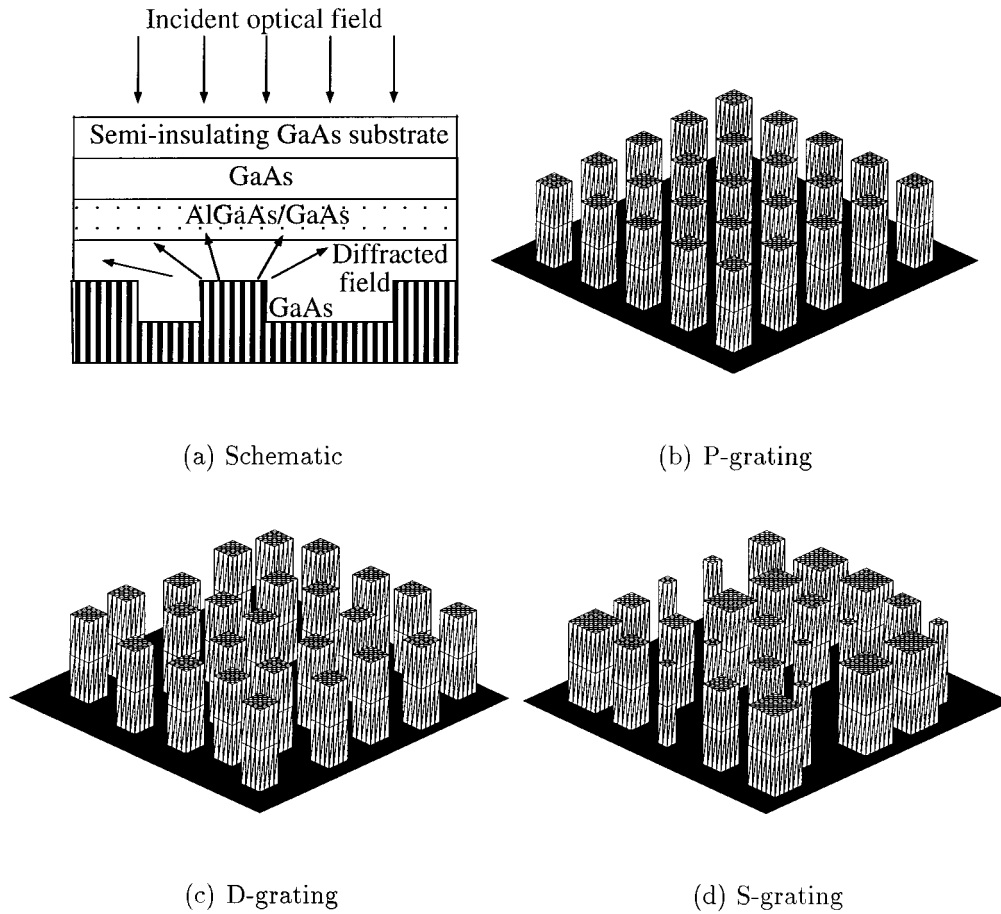 Incident optical field
Semi-insulating GaAs substrate
GaAs
AlGaAs/GaAs
Diffracted
field
GaAs
(a) Schematic
(b) P-grating
(c) D-grating
(d) S-grating